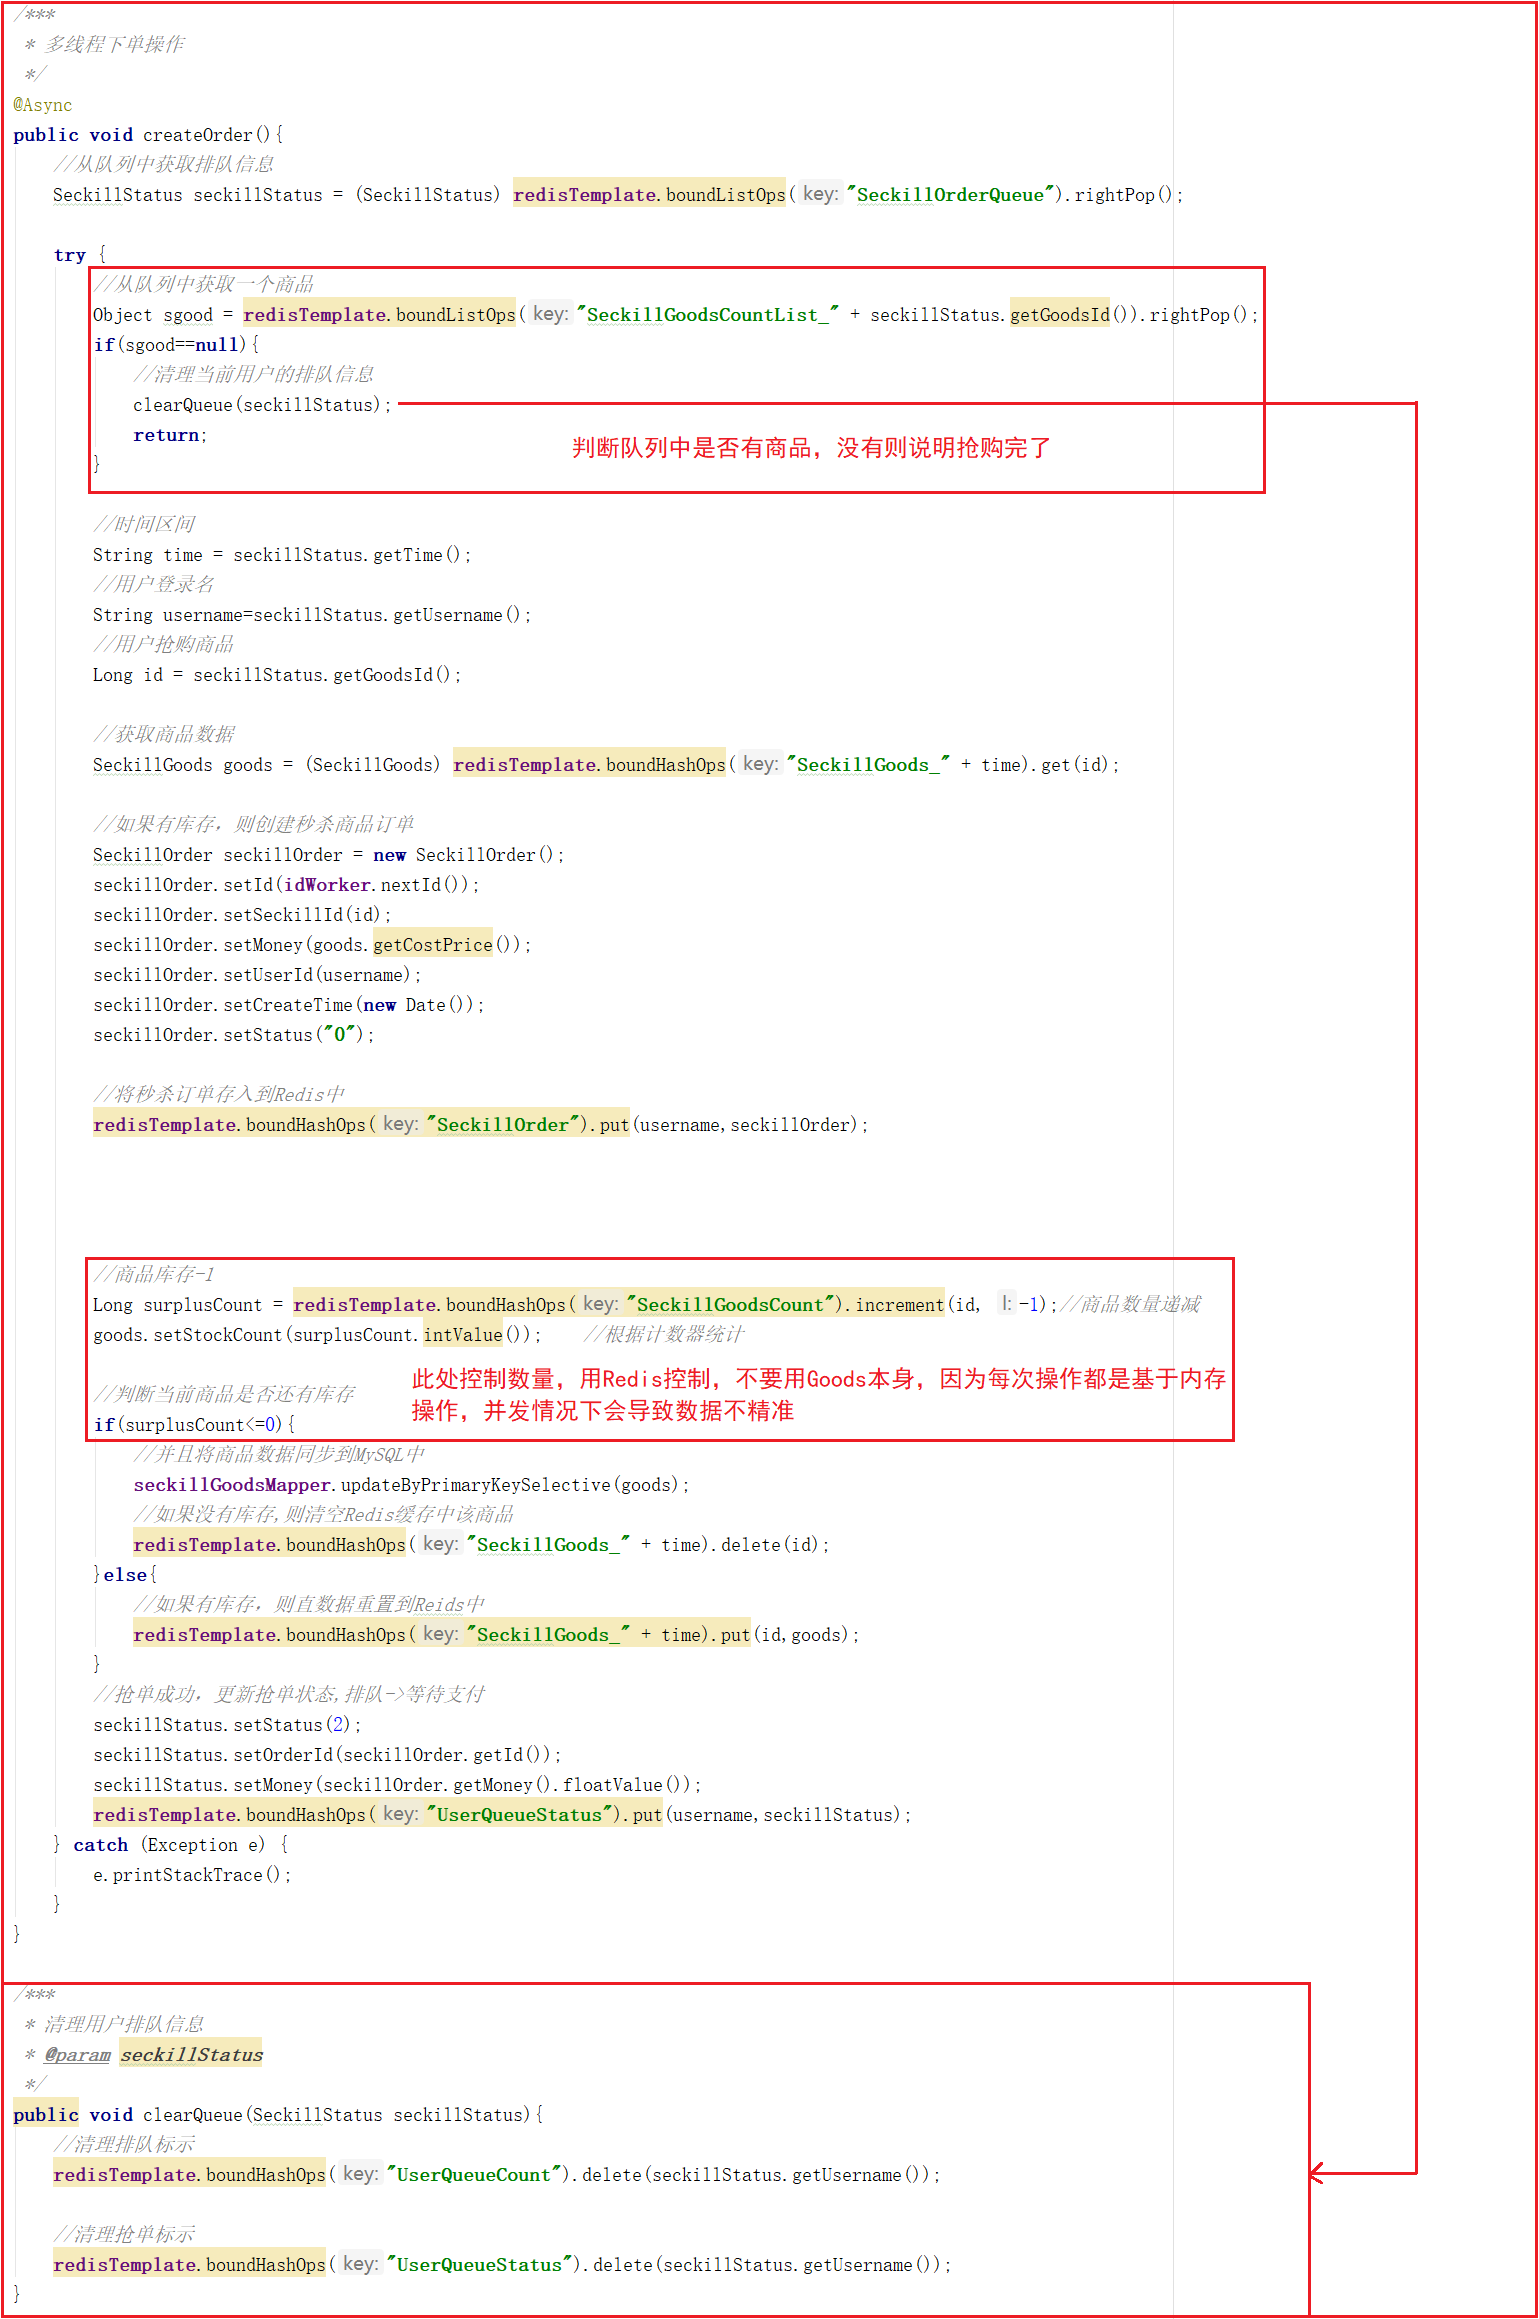 /***
 * 多线程下单操作
 */
@Async
public void createOrder(){
    //从队列中获取排队信息
    SeckillStatus seckillStatus = (SeckillStatus) redisTemplate.boundListOps( key: "SeckillOrderQueue").rightPop();
    try {
        //从队列中获取一个商品
        Object sgood = redisTemplate.boundListOps( key: "SeckillGoodsCountList_" + seckillStatus.getGoodsId()).rightPop();
        if(sgood==null){
            //清理当前用户的排队信息
            clearQueue(seckillStatus);
            return;
判断队列中是否有商品，没有则说明抢购完了
        }
        //时间区间
        String time = seckillStatus.getTime();
        //用户登录名
        String username=seckillStatus.getUsername();
        //用户抢购商品
        Long id = seckillStatus.getGoodsId();
        //获取商品数据
        SeckillGoods goods = (SeckillGoods) redisTemplate.boundHashOps( key: "SeckillGoods_" + time).get(id);
        //如果有库存，则创建秒杀商品订单
        SeckillOrder seckillOrder = new SeckillOrder();
        seckillOrder.setId(idWorker.nextId());
        seckillOrder.setSeckillId(id);
        seckillOrder.setMoney(goods.getCostPrice());
        seckillOrder.setUserId(username);
        seckillOrder.setCreateTime(new Date());
        seckillOrder.setStatus("0");
        //将秒杀订单存入到Redis中
        redisTemplate.boundHashOps( key: "SeckillOrder").put(username,seckillOrder);
        //商品库存-1
        Long surplusCount = redisTemplate.boundHashOps( key: "SeckillGoodsCount").increment(id, l: -1);//商品数量递减
        goods.setStockCount(surplusCount.intValue());    //根据计数器统计
此处控制数量，用Redis控制，不要用Goods本身，因为每次操作都是基于内存
        //判断当前商品是否还有库存
操作，并发情况下会导致数据不精准
        if(surplusCount<=0){
            //并且将商品数据同步到MySQL中
            seckillGoodsMapper.updateByPrimaryKeySelective(goods);
            //如果没有库存,则清空Redis缓存中该商品
            redisTemplate.boundHashOps( key: "SeckillGoods_" + time).delete(id);
        }else{
            //如果有库存，则直数据重置到Reids中
            redisTemplate.boundHashOps( key: "SeckillGoods_" + time).put(id,goods);
        }
        //抢单成功，更新抢单状态,排队->等待支付
        seckillStatus.setStatus(2);
        seckillStatus.setOrderId(seckillOrder.getId());
        seckillStatus.setMoney(seckillOrder.getMoney().floatValue());
        redisTemplate.boundHashOps( key: "UserQueueStatus").put(username,seckillStatus);
    } catch (Exception e) {
        e.printStackTrace();
    }
}
/***
 * 清理用户排队信息
 * @param seckillStatus
 */
public void clearQueue(SeckillStatus seckillStatus){
    //清理排队标示
    redisTemplate.boundHashOps( key: "UserQueueCount").delete(seckillStatus.getUsername());
    //清理抢单标示
    redisTemplate.boundHashOps( key: "UserQueueStatus").delete(seckillStatus.getUsername());
}